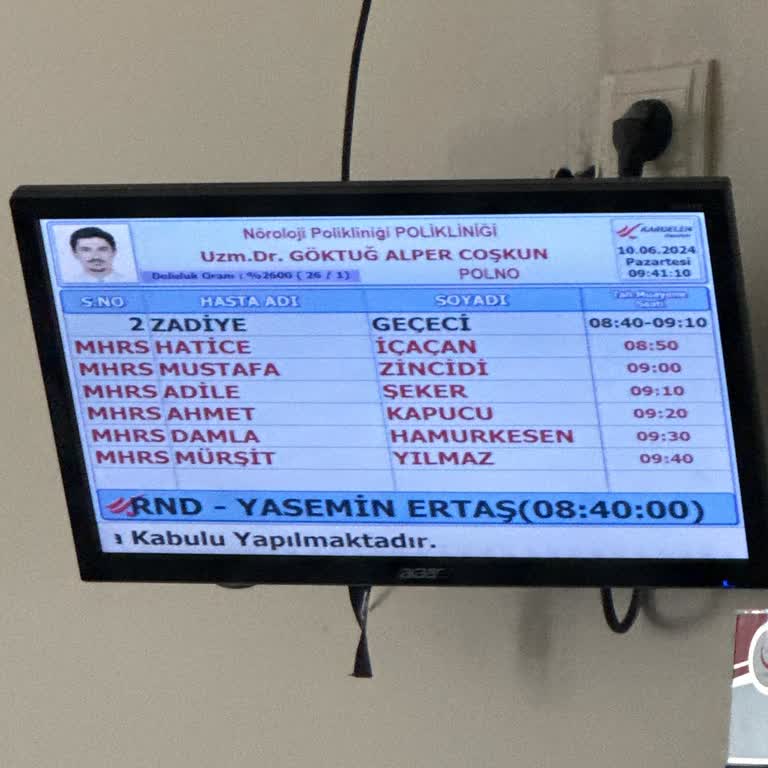 Nöroloji Polikliniği POLİKLİNİĞİ
Uzm.Dr. GÖKTUĞ ALPER COŞKUN
Doluluk Oranı : %2600 ( 26 / 1)
POLNO
KARDELEN
10.06.2024
Pazartesi
09:41:10
S.NO HASTA ADI SOYADI Tah.Muayene Saati
2 ZADİYE GEÇECİ 08:40-09:10
MHRS HATİCE İÇAÇAN 08:50
MHRS MUSTAFA ZİNCİDİ 09:00
MHRS ADİLE ŞEKER 09:10
MHRS AHMET KAPUCU 09:20
MHRS DAMLA HAMURKESEN 09:30
MHRS MÜRŞİT YILMAZ 09:40
RND - YASEMİN ERTAŞ(08:40:00)
Kabulu Yapılmaktadır.
acer